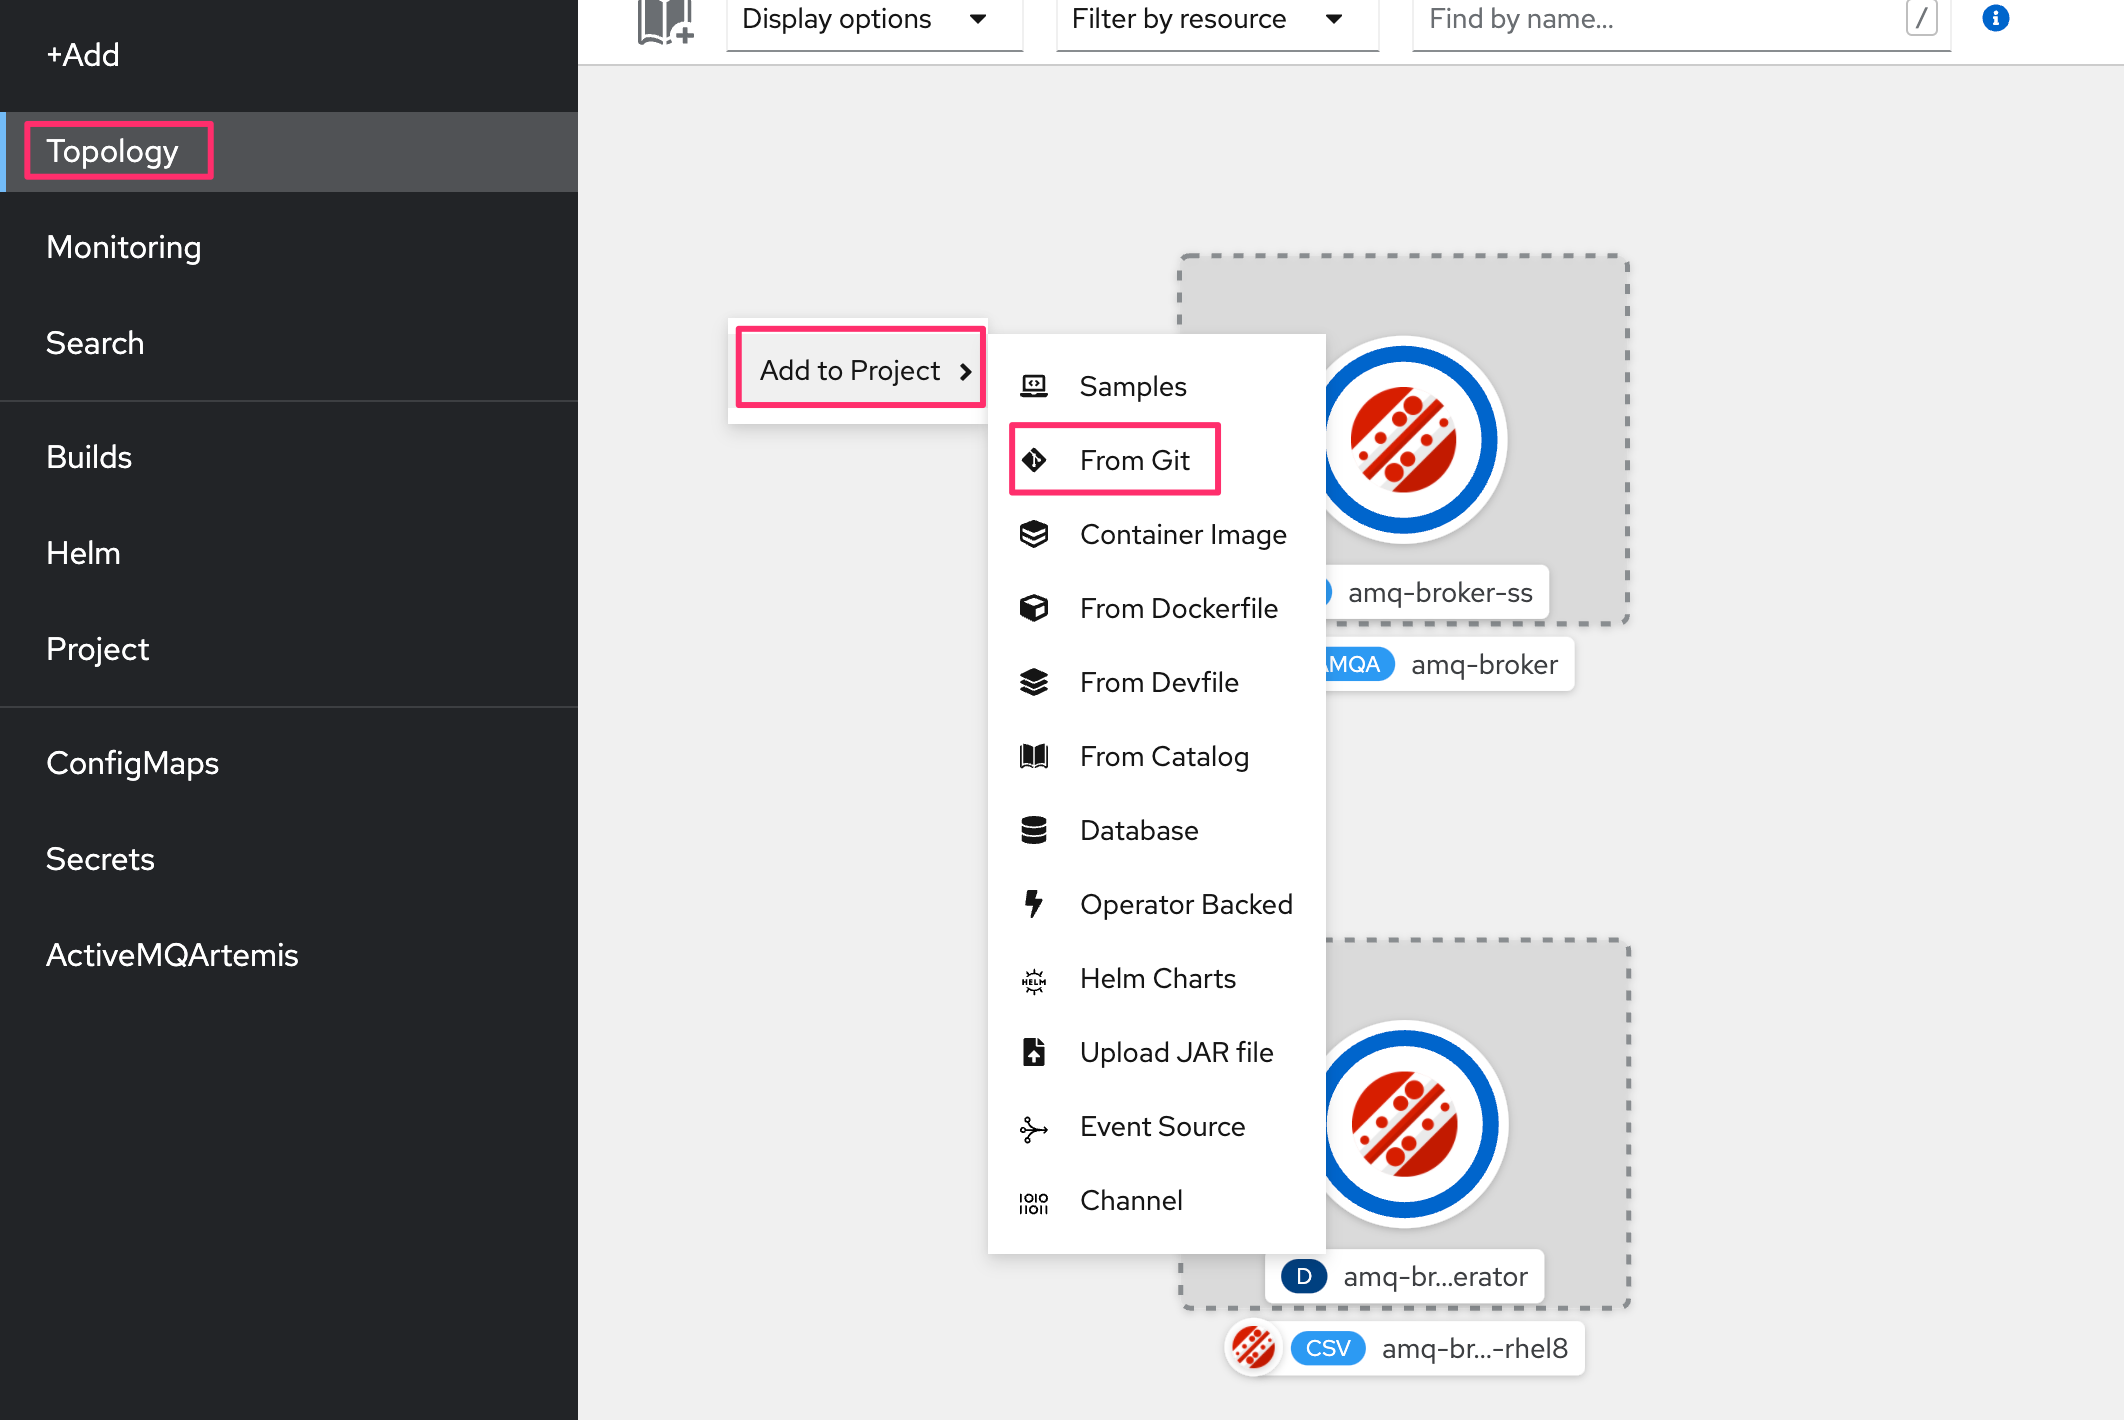 +Add
Topology
Monitoring
Search
Builds
Helm
Project
ConfigMaps
Secrets
ActiveMQArtemis
Display options
Filter by resource
Find by name...
/
Add to Project
Samples
From Git
Container Image
From Dockerfile
From Devfile
From Catalog
Database
Operator Backed
HELM Helm Charts
Upload JAR file
Event Source
Channel
amq-broker-ss
AMQA amq-broker
D amq-br...erator
CSV amq-br...-rhel8